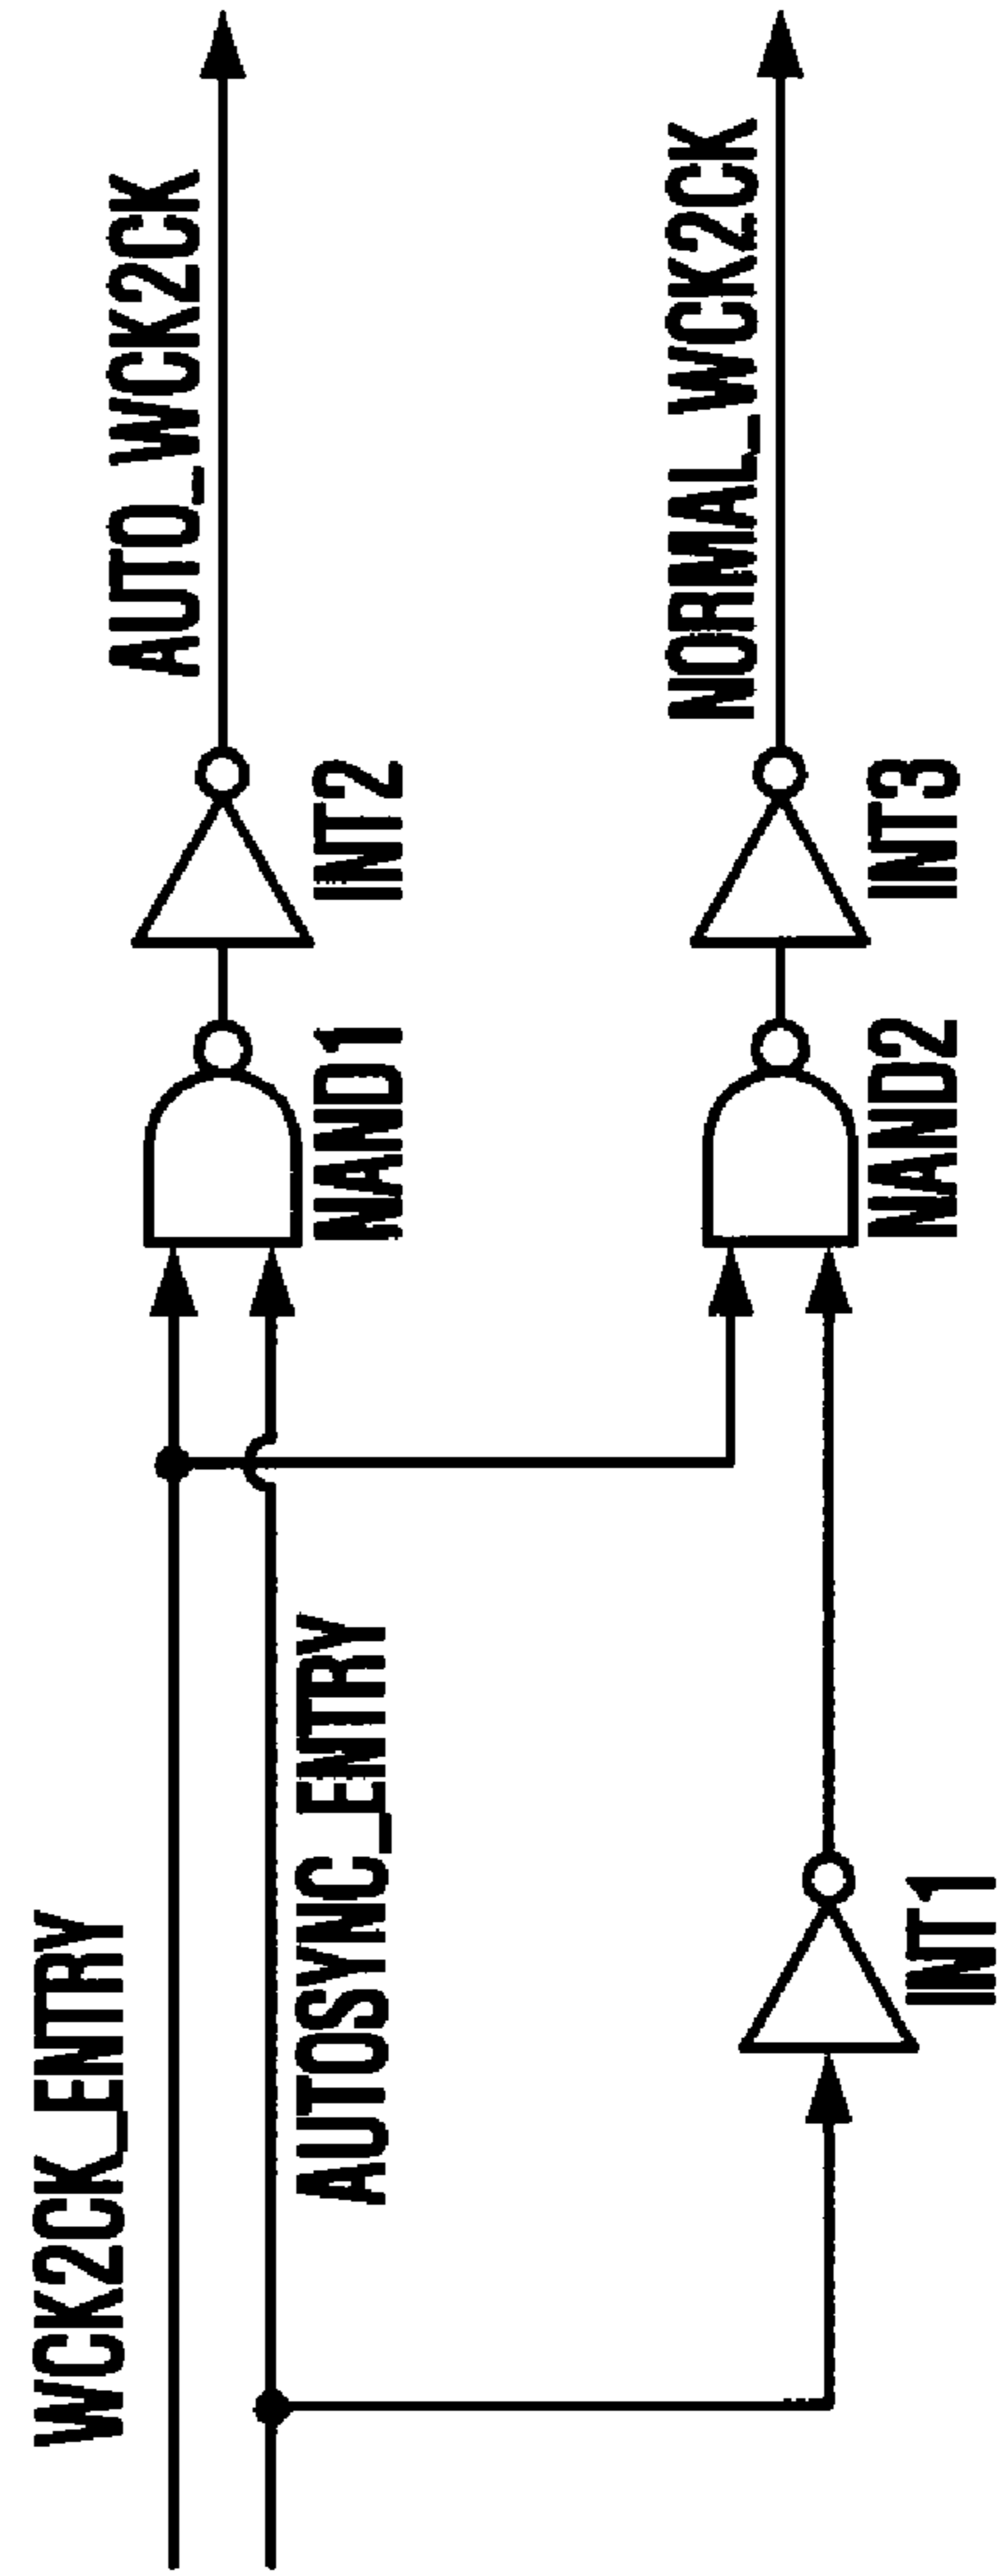 WCK2CK_ENTRY
AUTOSYNC_ENTRY
NAND1
INT2
AUTO_WCK2CK
INT1
NAND2
INT3
NORMAL_WCK2CK